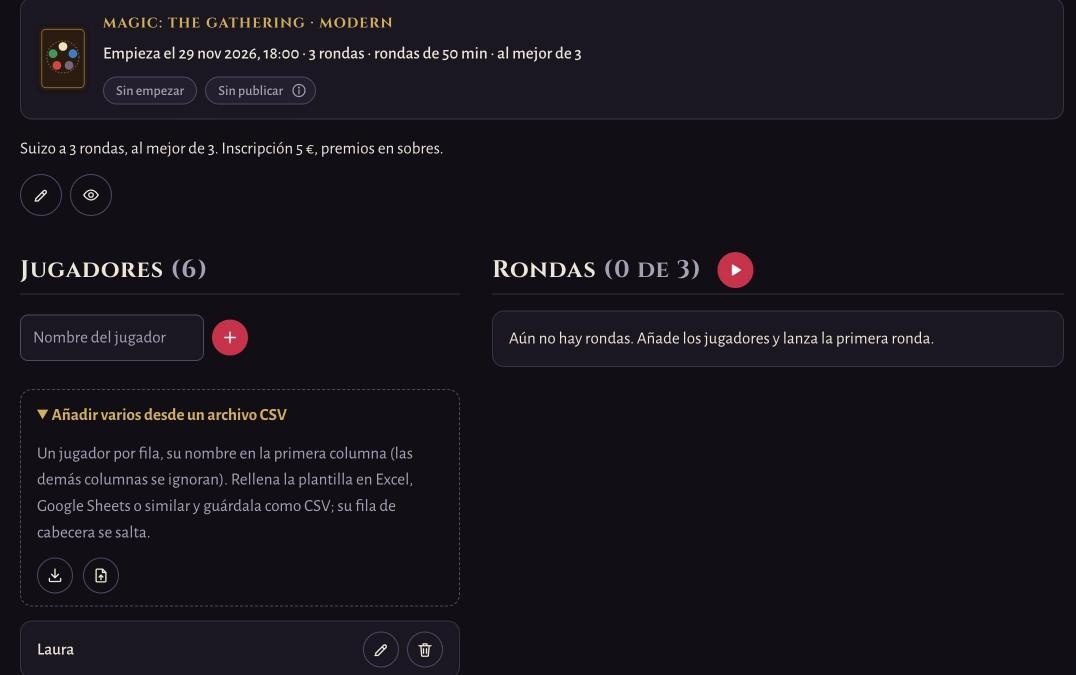 MAGIC: THE GATHERING · MODERN
Empieza el 29 nov 2026, 18:00 · 3 rondas · rondas de 50 min · al mejor de 3
Sin empezar
Sin publicar
Suizo a 3 rondas, al mejor de 3. Inscripción 5 €, premios en sobres.
JUGADORES (6)
Nombre del jugador
Añadir varios desde un archivo CSV
Un jugador por fila, su nombre en la primera columna (las
demás columnas se ignoran). Rellena la plantilla en Excel,
Google Sheets o similar y guárdala como CSV; su fila de
cabecera se salta.
Laura
RONDAS (0 DE 3)
Aún no hay rondas. Añade los jugadores y lanza la primera ronda.